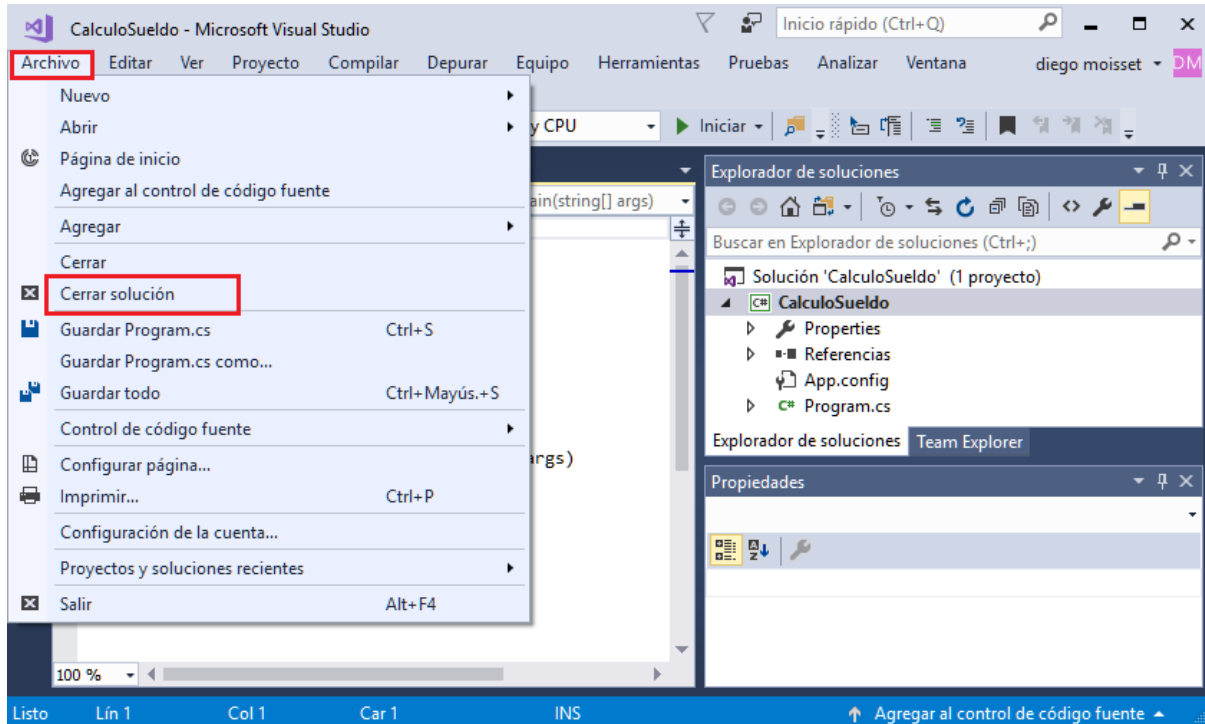 CalculoSueldo - Microsoft Visual Studio
Inicio rápido (Ctrl+Q)
Archivo Editar Ver Proyecto Compilar Depurar Equipo Herramientas Pruebas Analizar Ventana diego moisset DM
Nuevo
Abrir
y CPU Iniciar
Página de inicio
Agregar al control de código fuente
Agregar
Cerrar
Cerrar solución
Guardar Program.cs Ctrl+S
Guardar Program.cs como...
Guardar todo Ctrl+Mayús.+S
Control de código fuente
Configurar página...
Imprimir... Ctrl+P
Configuración de la cuenta...
Proyectos y soluciones recientes
Salir Alt+F4
ain(string[] args)
args)
100 %
Explorador de soluciones
Buscar en Explorador de soluciones (Ctrl+;)
Solución 'CalculoSueldo' (1 proyecto)
C# CalculoSueldo
Properties
Referencias
App.config
C# Program.cs
Explorador de soluciones Team Explorer
Propiedades
Listo Lín 1 Col 1 Car 1 INS Agregar al control de código fuente